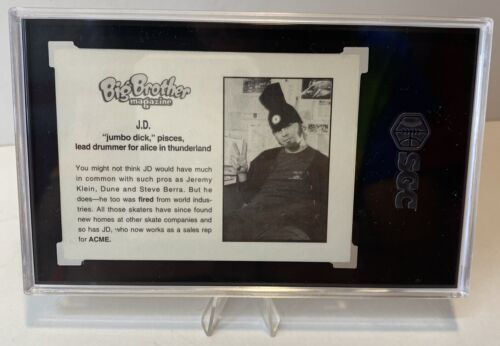 Big Brother
magazine
J.D.
"jumbo dick," pisces,
lead drummer for alice in thunderland
You might not think JD would have much
in common with such pros as Jeremy
Klein, Dune and Steve Berra. But he
does—he too was fired from world indus-
tries. All those skaters have since found
new homes at other skate companies and
so has JD, who now works as a sales rep
for ACME.
SGC